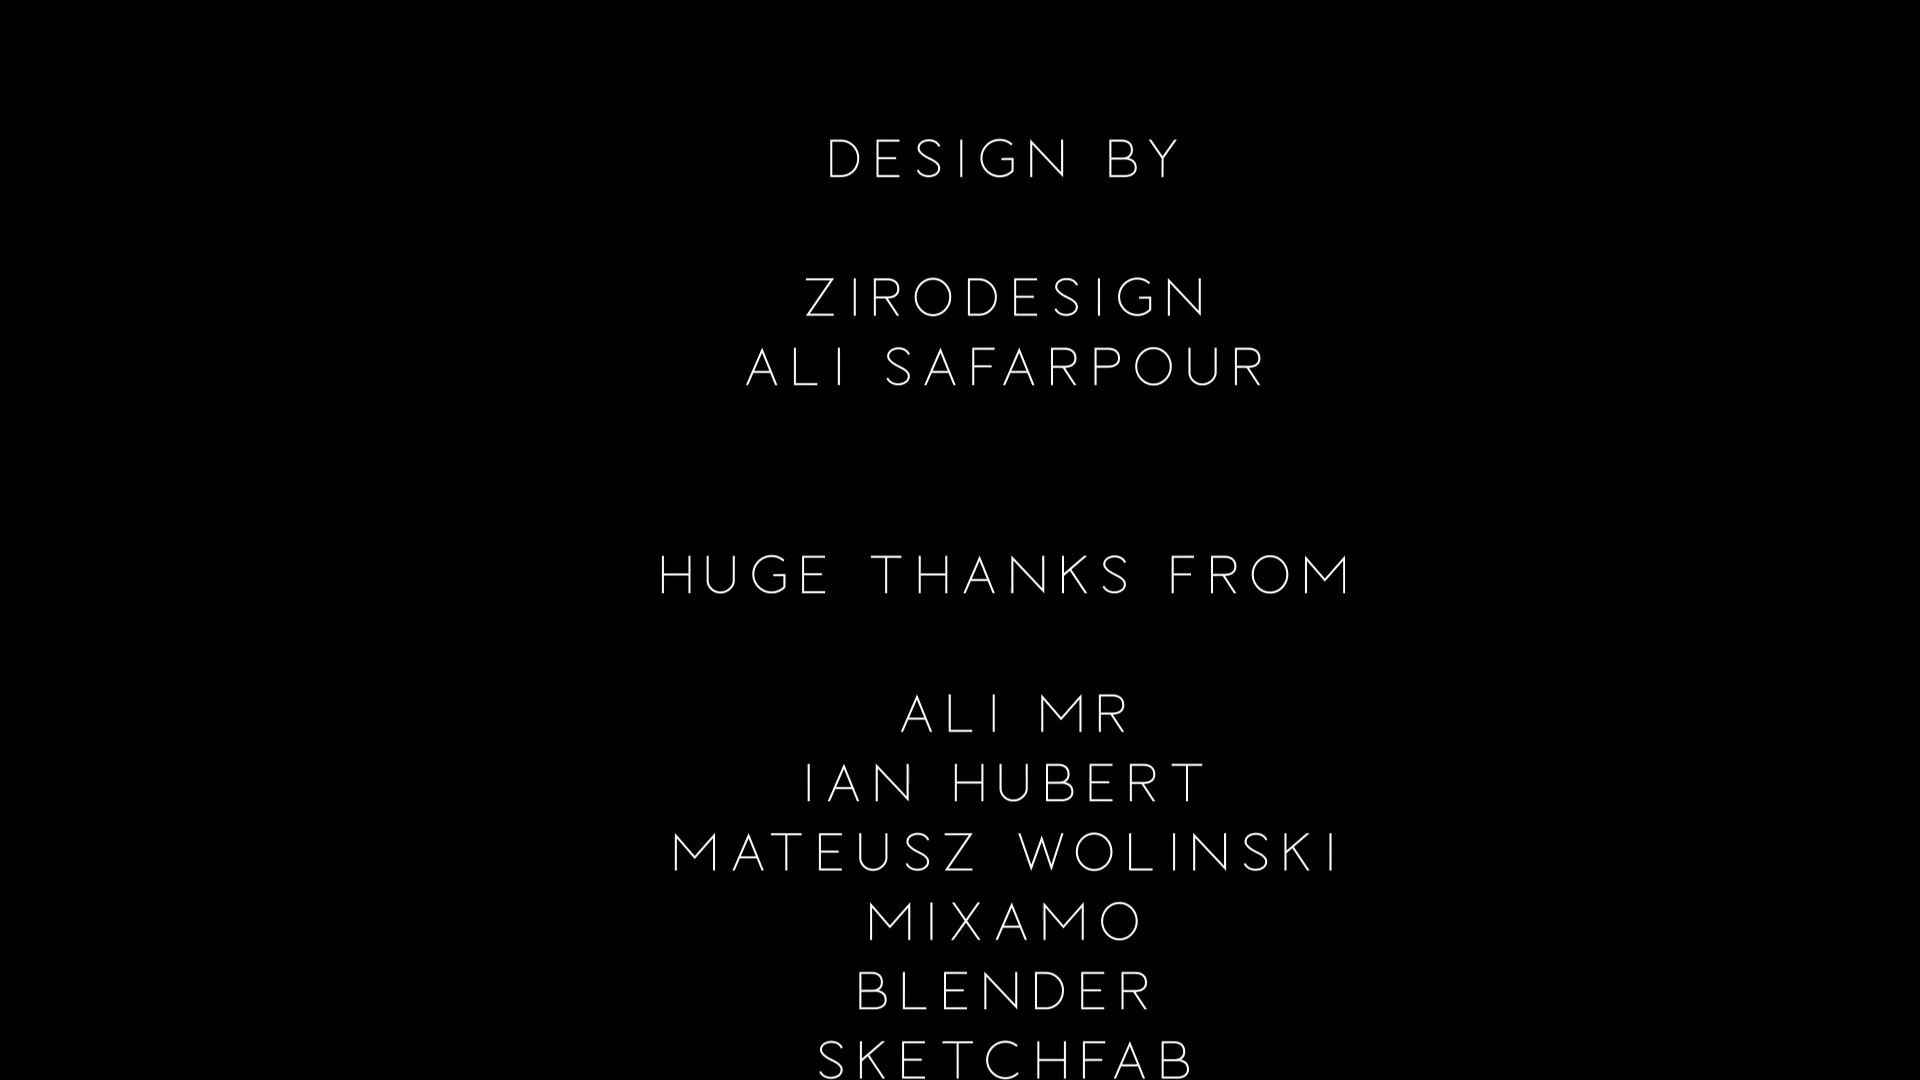 DESIGN BY
ZIRODESIGN
ALI SAFARPOUR
HUGE THANKS FROM
ALI MR
IAN HUBERT
MATEUSZ WOLINSKI
MIXAMO
BLENDER
SKETCHFAB